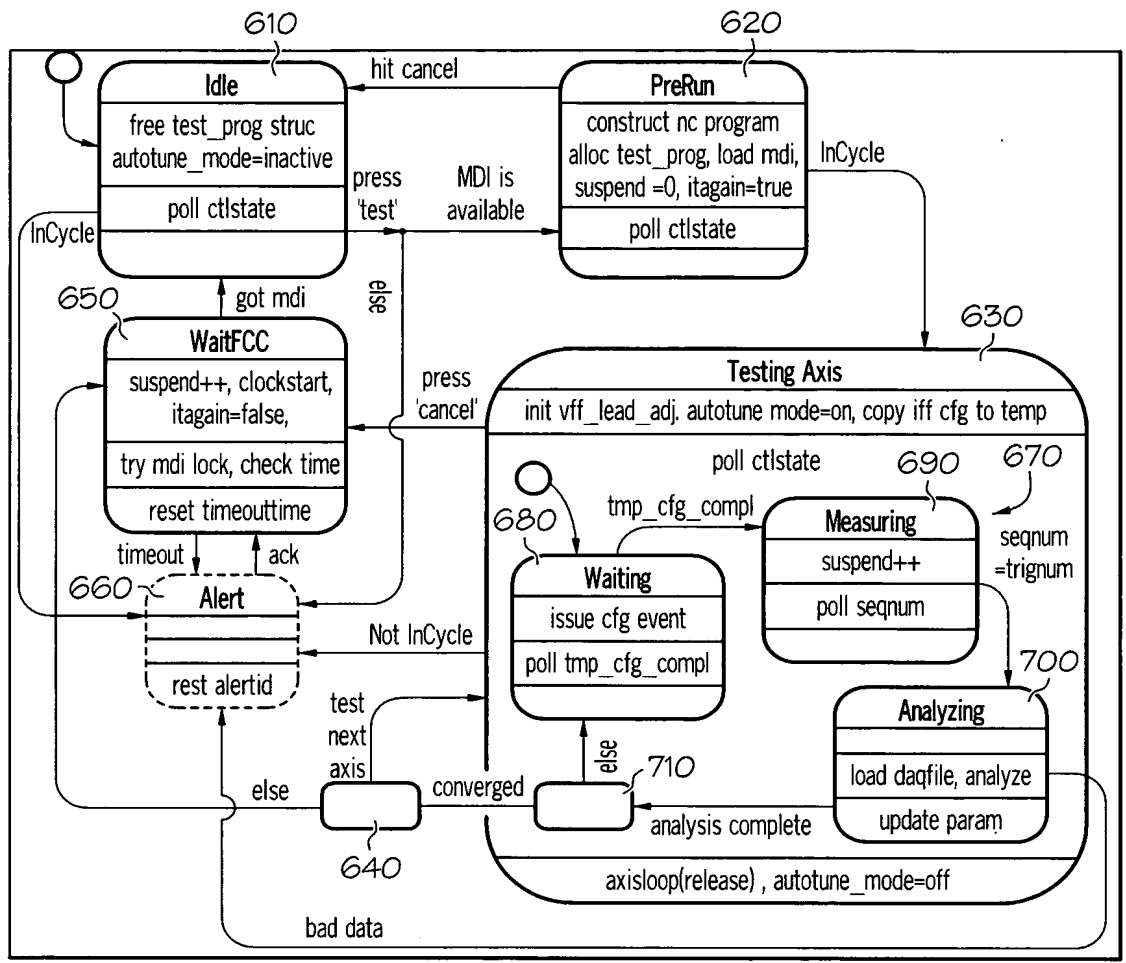 610
620
Idle
free test_prog struc
autotune_mode=inactive
poll ctlstate
hit cancel
PreRun
construct nc program
alloc test_prog, load mdi,
suspend =0, itagain=true
poll ctlstate
InCycle
press
'test'
MDI is
available
InCycle
else
got mdi
650
WaitFCC
suspend++, clockstart,
itagain=false,
try mdi lock, check time
reset timeouttime
press
'cancel'
630
Testing Axis
init vff_lead_adj. autotune mode=on, copy iff cfg to temp
poll ctlstate
690
670
680
tmp_cfg_compl
Measuring
suspend++
poll seqnum
seqnum
=trignum
Waiting
issue cfg event
poll tmp_cfg_compl
timeout
ack
660
Alert
rest alertid
Not InCycle
700
Analyzing
load daqfile, analyze
update param
test
next
axis
else
converged
else
710
analysis complete
640
axisloop(release) , autotune_mode=off
bad data